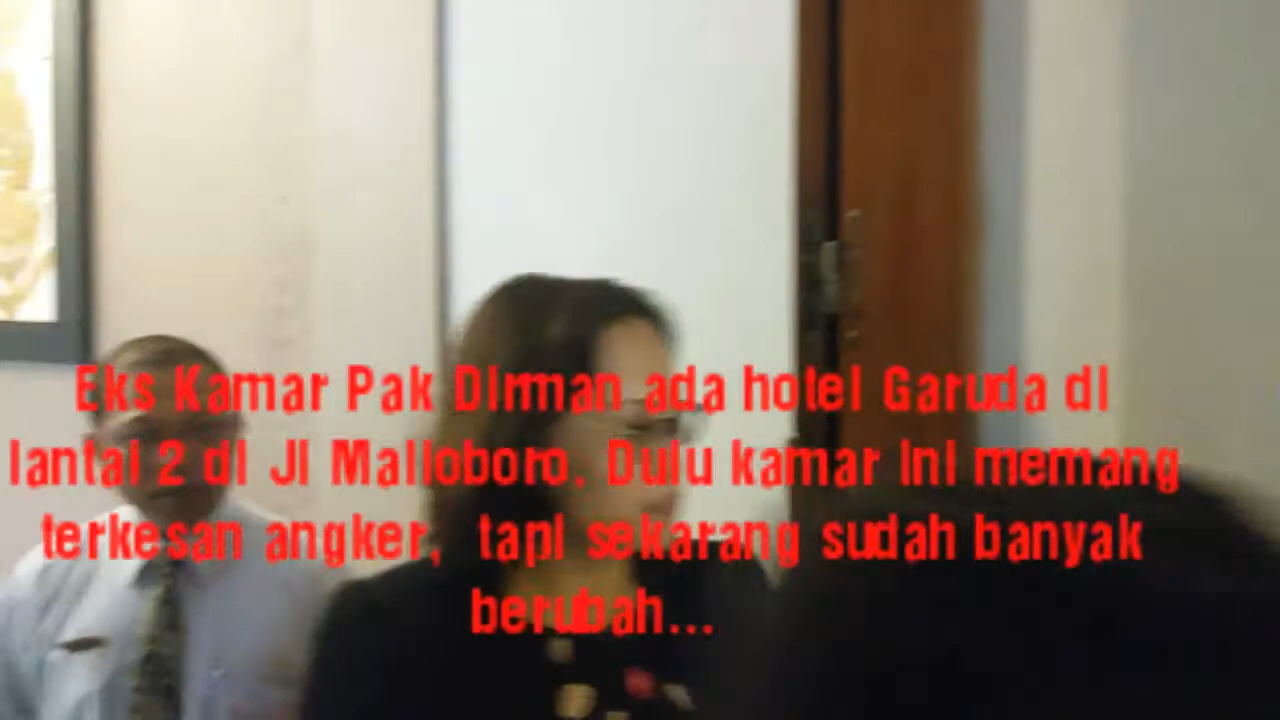 Eks Kamar Pak Dirman ada hotel Garuda di
lantai 2 di Jl Malioboro. Dulu kamar ini memang
terkesan angker, tapi sekarang sudah banyak
berubah...